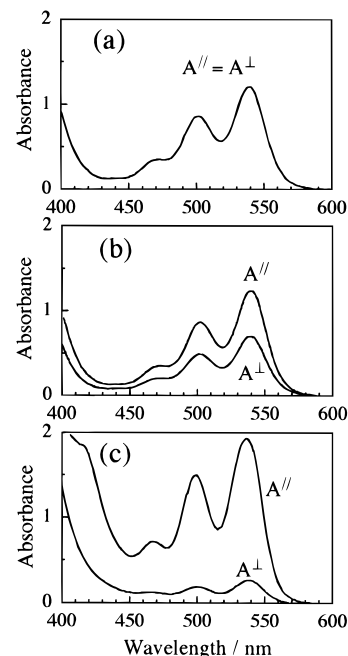 2
(a)
A// = A⊥
1
Absorbance
0
400 450 500 550 600
2
(b)
A//
1
Absorbance
A⊥
0
400 450 500 550 600
2
(c)
A//
1
Absorbance
A⊥
0
400 450 500 550 600
Wavelength / nm